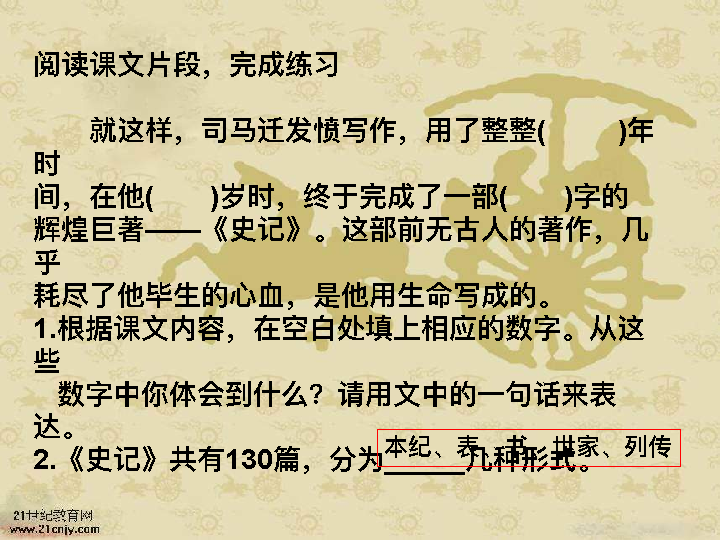 阅读课文片段，完成练习
就这样，司马迁发愤写作，用了整整(          )年
时
间，在他(        )岁时，终于完成了一部(        )字的
辉煌巨著——《史记》。这部前无古人的著作，几
乎
耗尽了他毕生的心血，是他用生命写成的。
1.根据课文内容，在空白处填上相应的数字。从这
些
数字中你体会到什么？请用文中的一句话来表
达。
2.《史记》共有130篇，分为______几种形式。
本纪、表、书、世家、列传
21世纪教育网
www.21cnjy.com